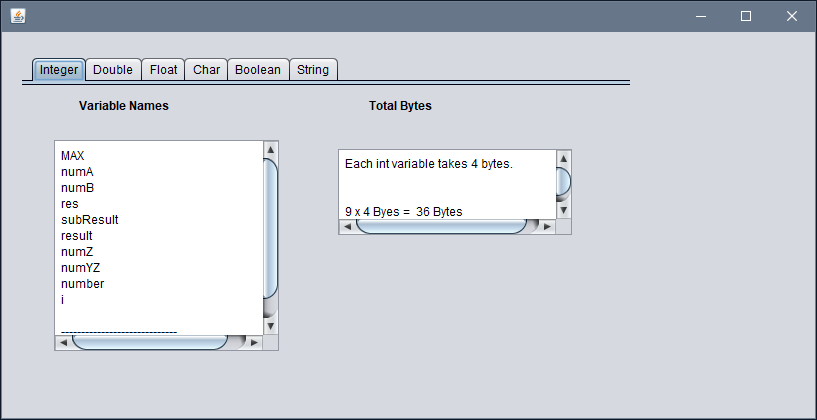 Integer Double Float Char Boolean String
Variable Names
Total Bytes
MAX
numA
numB
res
subResult
result
numZ
numYZ
number
i
-----------------------------
Each int variable takes 4 bytes.
9 x 4 Byes = 36 Bytes